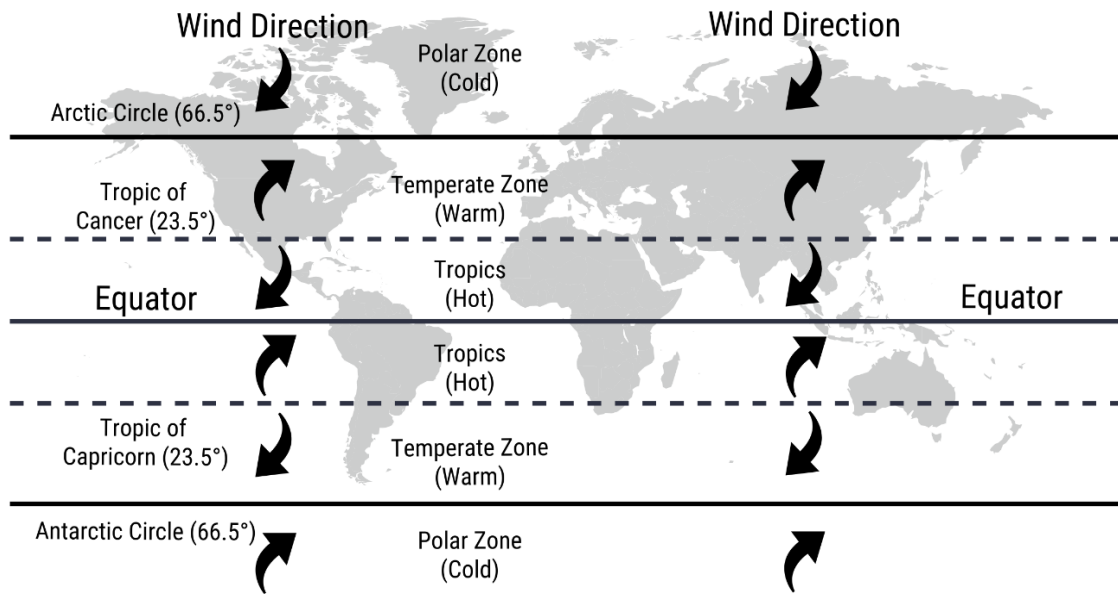 Wind Direction
Wind Direction
Polar Zone
(Cold)
Arctic Circle (66.5°)
Temperate Zone
(Warm)
Tropic of
Cancer (23.5°)
Tropics
(Hot)
Equator
Equator
Tropics
(Hot)
Tropic of
Capricorn (23.5°)
Temperate Zone
(Warm)
Antarctic Circle (66.5°)
Polar Zone
(Cold)